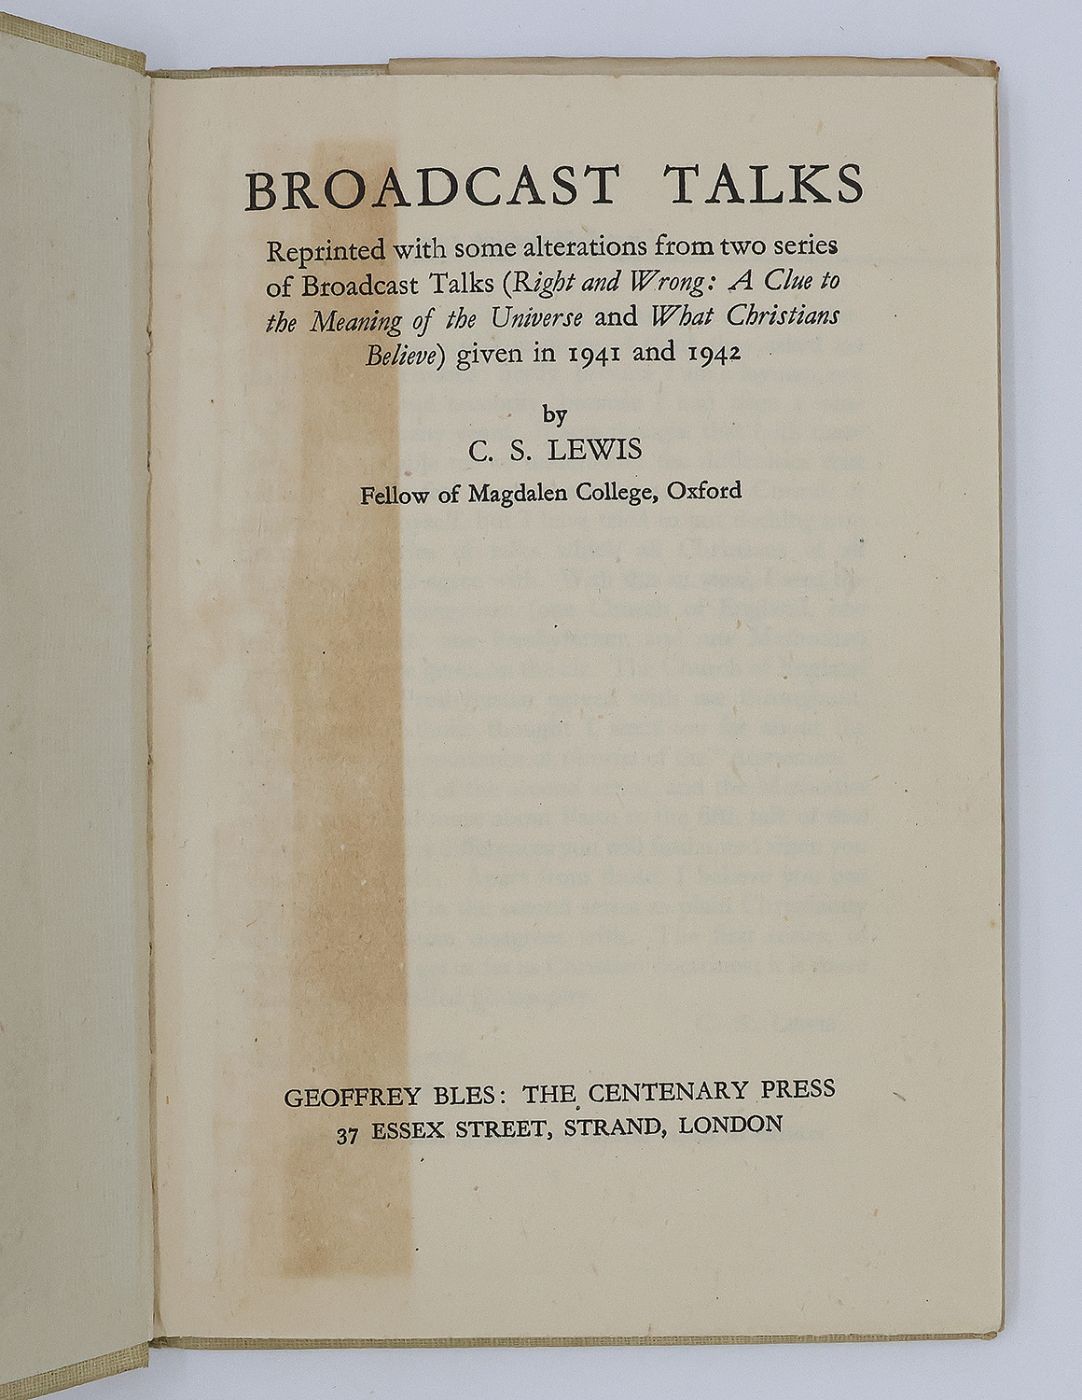 BROADCAST TALKS
Reprinted with some alterations from two series
of Broadcast Talks (Right and Wrong: A Clue to
the Meaning of the Universe and What Christians
Believe) given in 1941 and 1942
by
C. S. LEWIS
Fellow of Magdalen College, Oxford
GEOFFREY BLES: THE CENTENARY PRESS
37 ESSEX STREET, STRAND, LONDON